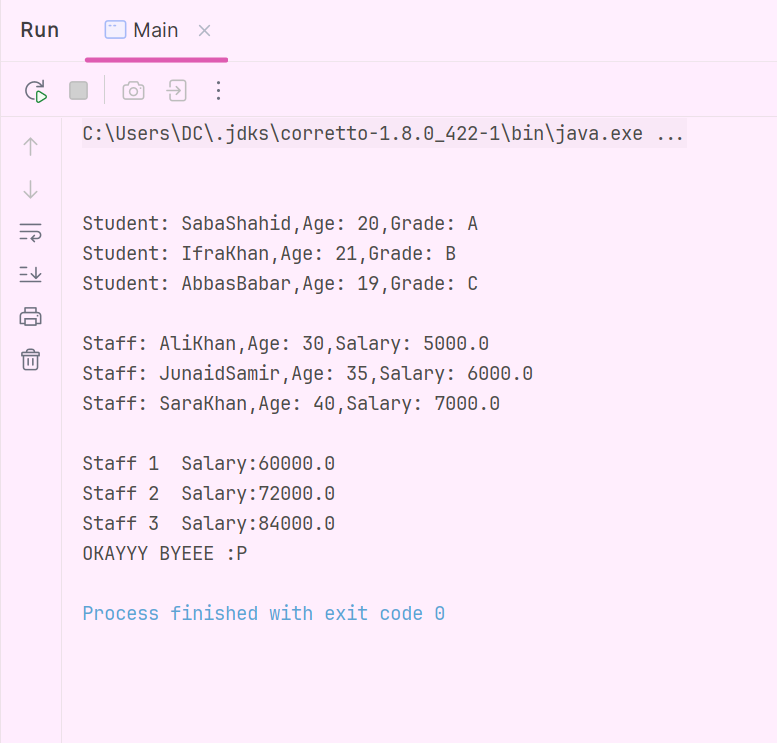 Run Main
C:\Users\DC\.jdks\corretto-1.8.0_422-1\bin\java.exe ...
Student: SabaShahid,Age: 20,Grade: A
Student: IfraKhan,Age: 21,Grade: B
Student: AbbasBabar,Age: 19,Grade: C
Staff: AliKhan,Age: 30,Salary: 5000.0
Staff: JunaidSamir,Age: 35,Salary: 6000.0
Staff: SaraKhan,Age: 40,Salary: 7000.0
Staff 1  Salary:60000.0
Staff 2  Salary:72000.0
Staff 3  Salary:84000.0
OKAYYY BYEEE :P
Process finished with exit code 0